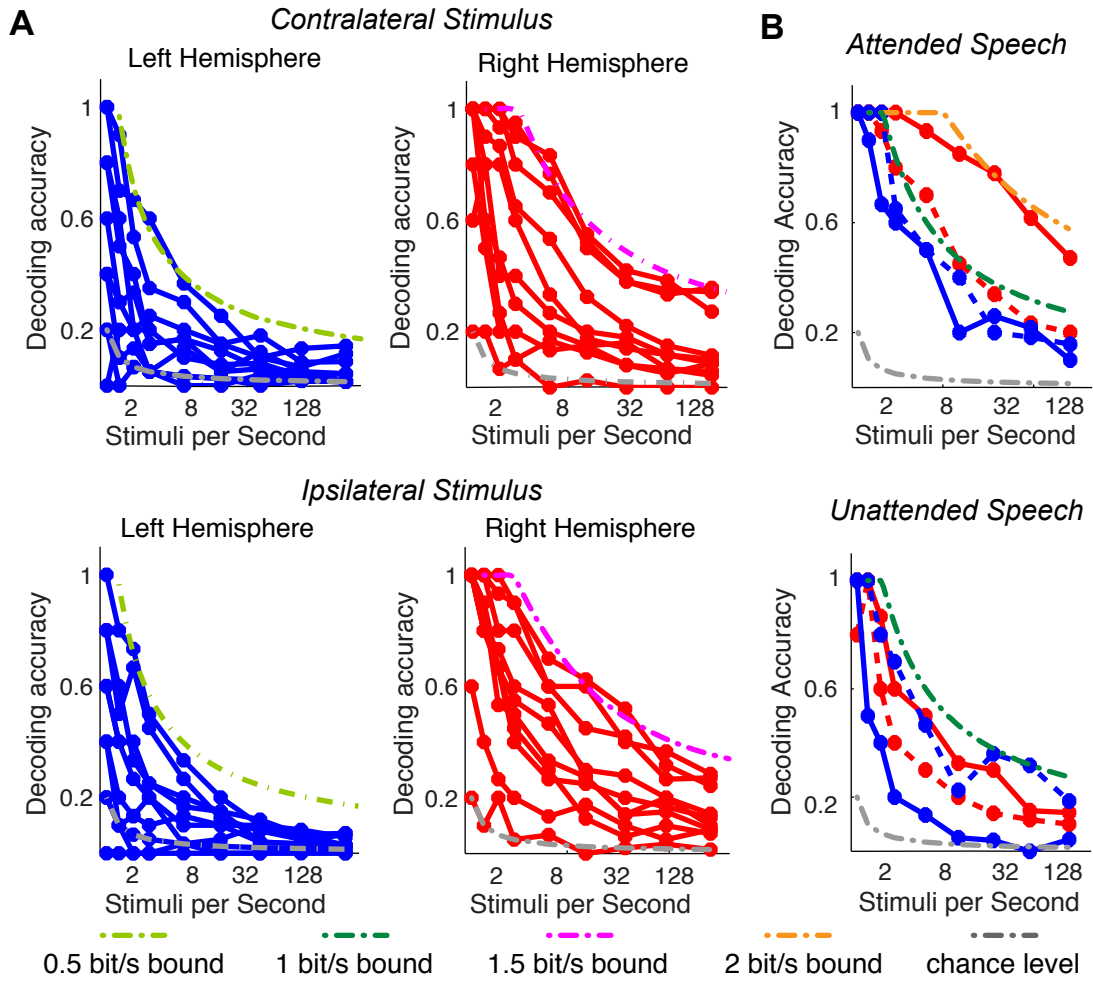 A
Contralateral Stimulus
Left Hemisphere
Right Hemisphere
Decoding accuracy
1
0.6
0.2
2 8 32 128
Stimuli per Second
Decoding accuracy
1
0.6
0.2
2 8 32 128
Stimuli per Second
Ipsilateral Stimulus
Left Hemisphere
Right Hemisphere
Decoding accuracy
1
0.6
0.2
2 8 32 128
Stimuli per Second
Decoding accuracy
1
0.6
0.2
2 8 32 128
Stimuli per Second
B
Attended Speech
Decoding Accuracy
1
0.6
0.2
2 8 32 128
Stimuli per Second
Unattended Speech
Decoding Accuracy
1
0.6
0.2
2 8 32 128
Stimuli per Second
0.5 bit/s bound
1 bit/s bound
1.5 bit/s bound
2 bit/s bound
chance level